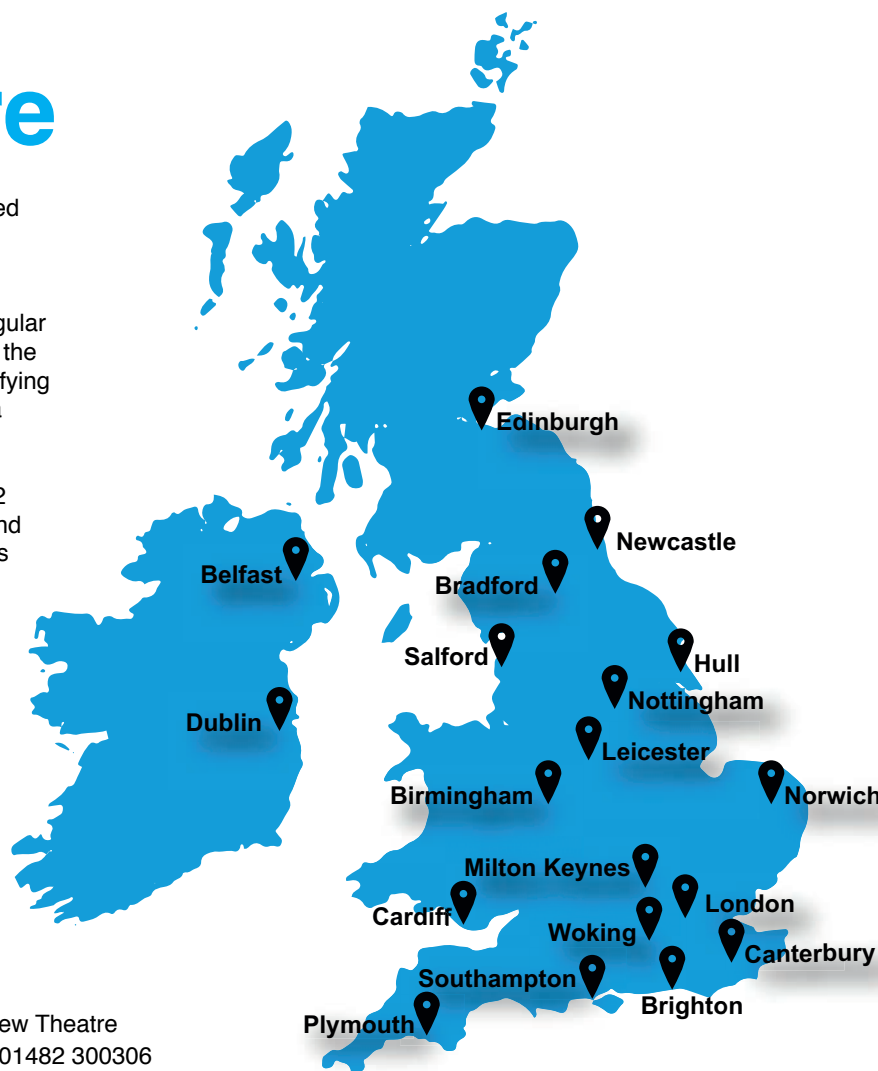 re
ed
gular
the
fying
a
2
nd
s
Edinburgh
Newcastle
Belfast
Bradford
Salford
Hull
Nottingham
Dublin
Leicester
Birmingham
Norwich
Milton Keynes
London
Cardiff
Woking
Canterbury
Southampton
Brighton
Plymouth
ew Theatre
01482 300306